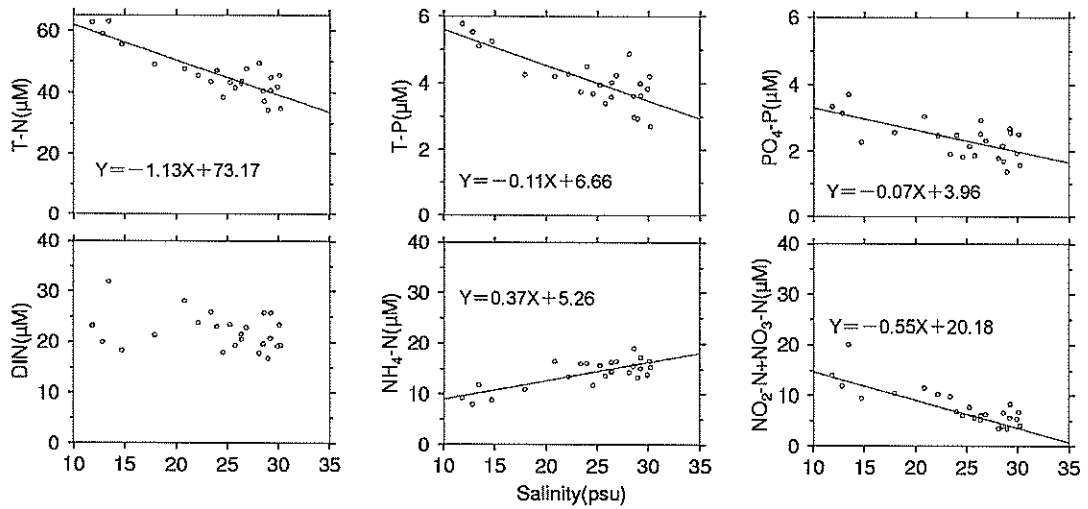 T-N(μM)
60
40
20
0
Y=−1.13X+73.17
T-P(μM)
6
4
2
0
Y=−0.11X+6.66
PO4-P(μM)
6
4
2
0
Y=−0.07X+3.96
DIN(μM)
40
30
20
10
0
10 15 20 25 30 35
NH4-N(μM)
40
30
20
10
0
Y=0.37X+5.26
10 15 20 25 30 35
Salinity(psu)
NO2-N+NO3-N(μM)
40
30
20
10
0
Y=−0.55X+20.18
10 15 20 25 30 35